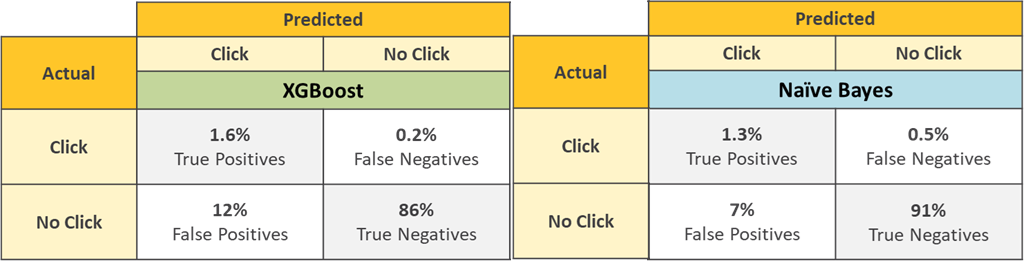 Predicted
Actual
Click
No Click
XGBoost
Click
1.6%
True Positives
0.2%
False Negatives
No Click
12%
False Positives
86%
True Negatives
Predicted
Actual
Click
No Click
Naïve Bayes
Click
1.3%
True Positives
0.5%
False Negatives
No Click
7%
False Positives
91%
True Negatives